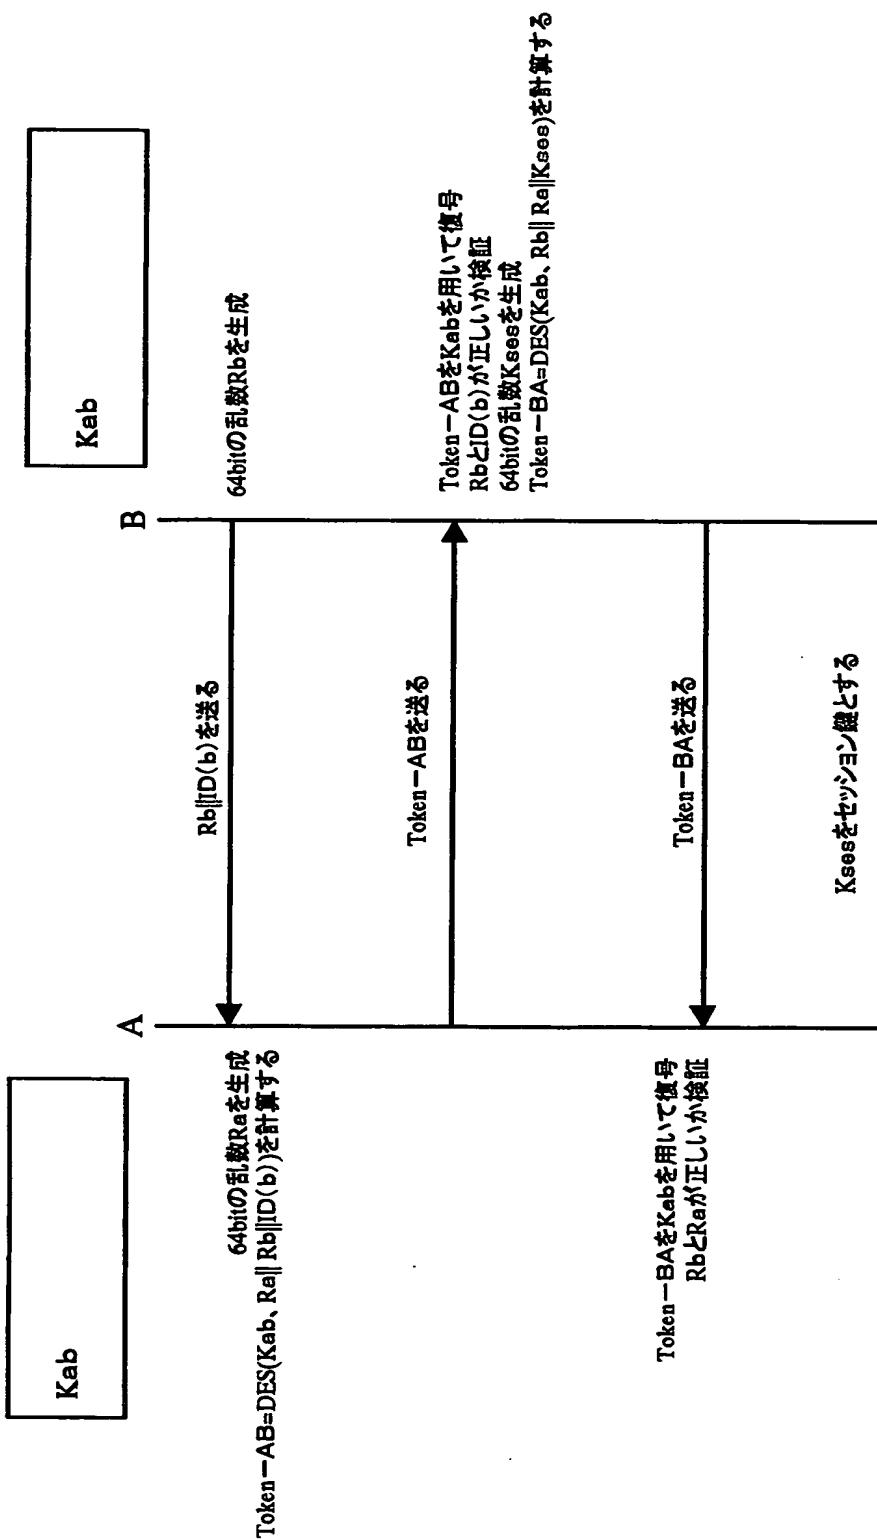 Kab
Kab
A
B
64bitの乱数Rbを生成
Rb||ID(b)を送る
64bitの乱数Raを生成
Token−AB=DES(Kab、Ra|| Rb||ID(b))を計算する
Token−ABを送る
Token−ABをKabを用いて復号
RbとID(b)が正しいか検証
64bitの乱数Ksesを生成
Token−BA=DES(Kab、Rb|| Ra||Kses)を計算する
Token−BAを送る
Token−BAをKabを用いて復号
RbとRaが正しいか検証
Ksesをセッション鍵とする